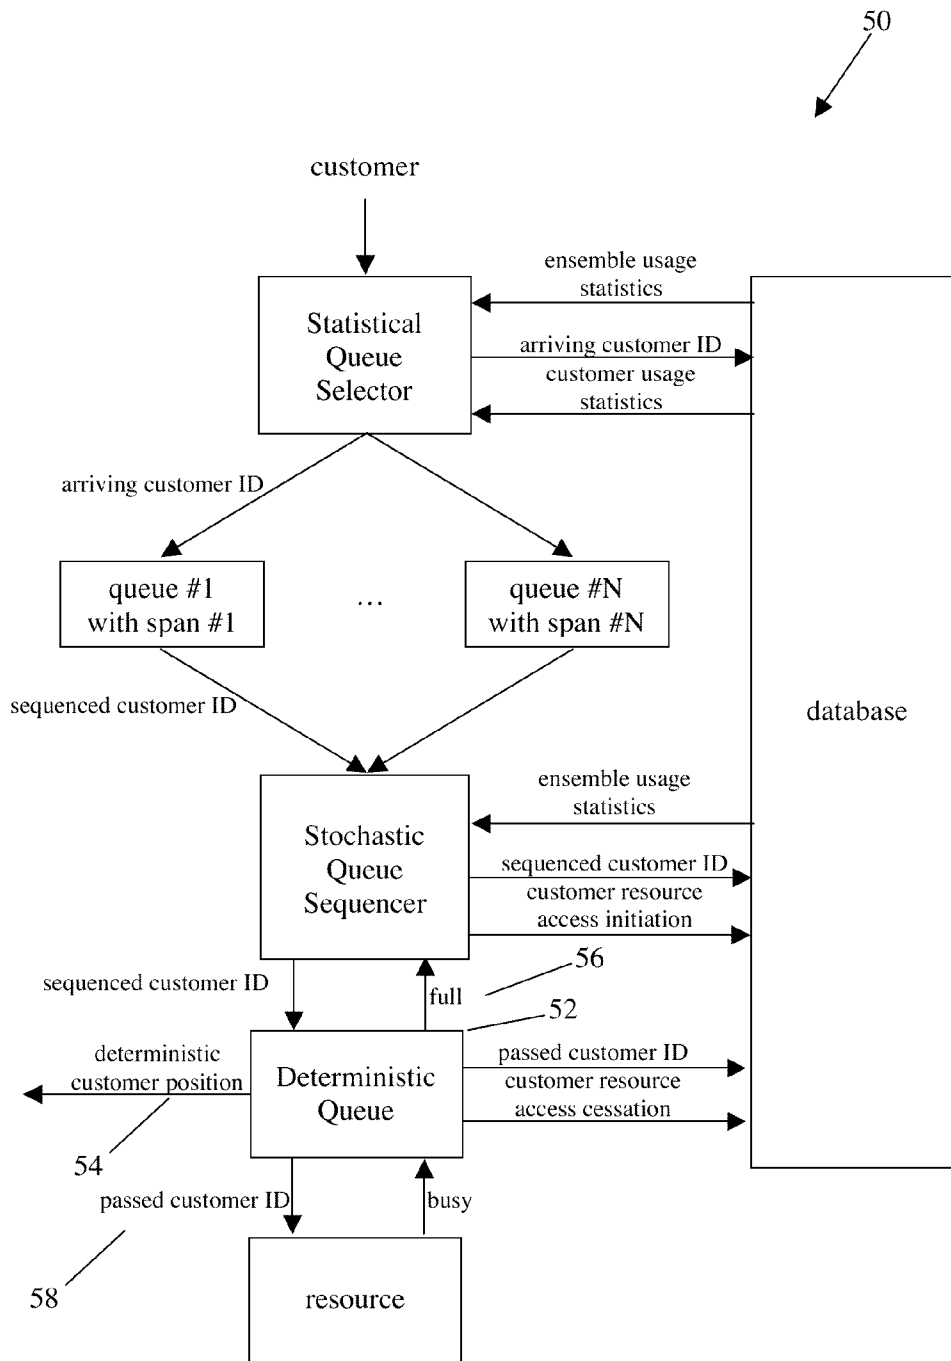 50
customer
ensemble usage
statistics
Statistical
Queue
Selector
arriving customer ID
customer usage
statistics
arriving customer ID
queue #1
with span #1
...
queue #N
with span #N
sequenced customer ID
database
ensemble usage
statistics
Stochastic
Queue
Sequencer
sequenced customer ID
customer resource
access initiation
sequenced customer ID
full
56
52
deterministic
customer position
Deterministic
Queue
passed customer ID
customer resource
access cessation
54
passed customer ID
busy
58
resource